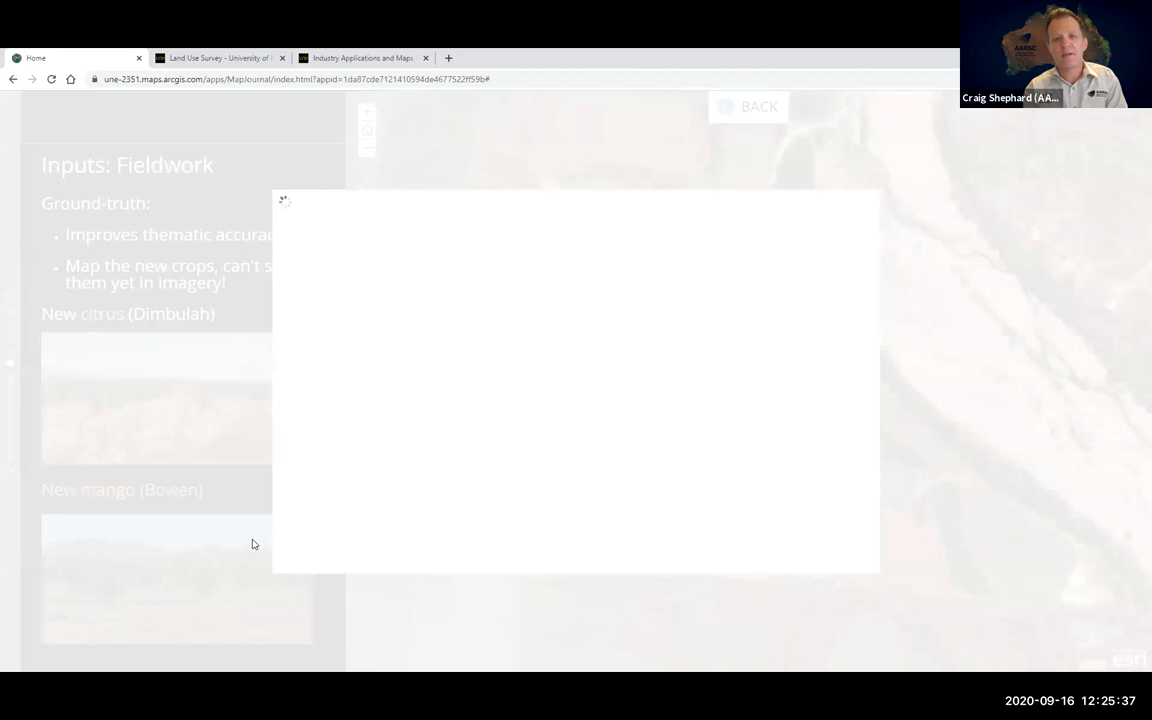 Home
Land Use Survey - University of
Industry Applications and Maps
une-2351.maps.arcgis.com/apps/MapJournal/index.html?appid=1da87cde7121410594de4677522ff59b#
AARSC
Craig Shephard (AA...
BACK
Inputs: Fieldwork
Ground-truth:
• Improves thematic
• Map the new crops, can't
them yet in imagery!
New citrus (Dimbulah)
New mango (Bowen)
esri
2020-09-16 12:25:37